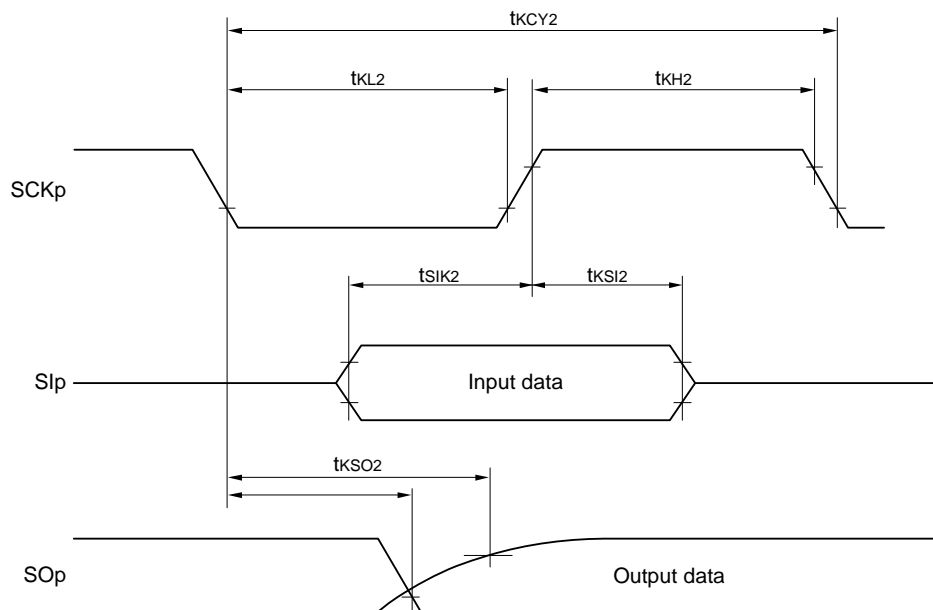 tKCY2
tKL2
tKH2
SCKp
tSIK2
tKSI2
SIp
Input data
tKSO2
SOp
Output data